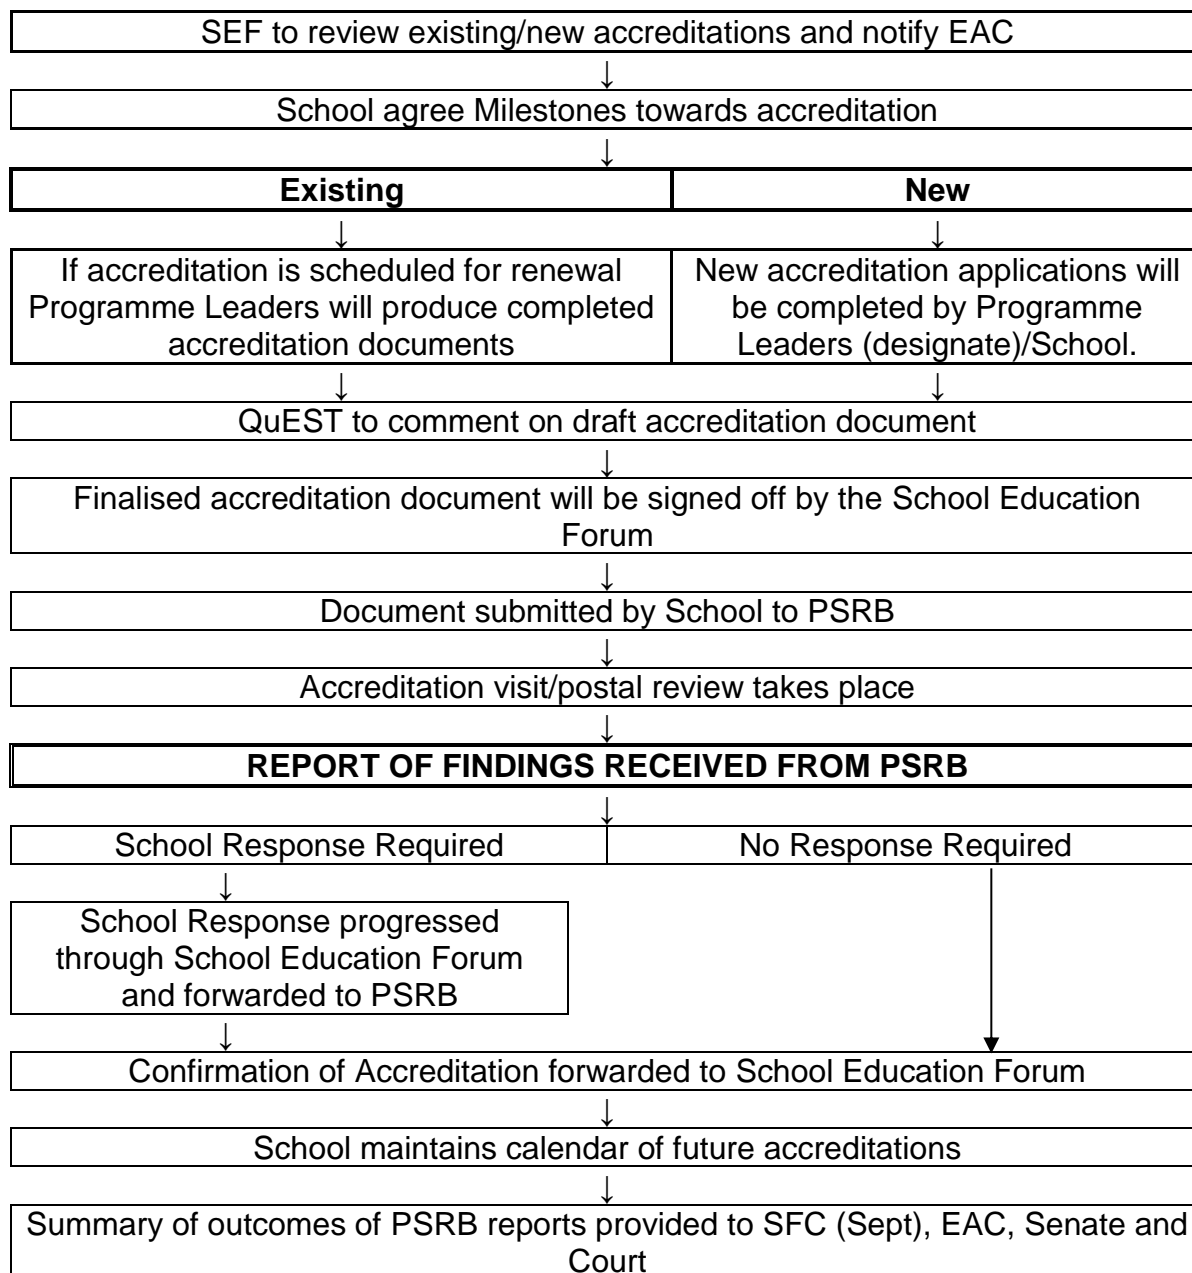 SEF to review existing/new accreditations and notify EAC
↓
School agree Milestones towards accreditation
↓
Existing
New
↓
↓
If accreditation is scheduled for renewal
Programme Leaders will produce completed
accreditation documents
New accreditation applications will
be completed by Programme
Leaders (designate)/School.
↓
↓
QuEST to comment on draft accreditation document
↓
Finalised accreditation document will be signed off by the School Education
Forum
↓
Document submitted by School to PSRB
↓
Accreditation visit/postal review takes place
↓
REPORT OF FINDINGS RECEIVED FROM PSRB
↓
School Response Required
No Response Required
↓
School Response progressed
through School Education Forum
and forwarded to PSRB
↓
Confirmation of Accreditation forwarded to School Education Forum
↓
School maintains calendar of future accreditations
↓
Summary of outcomes of PSRB reports provided to SFC (Sept), EAC, Senate and
Court